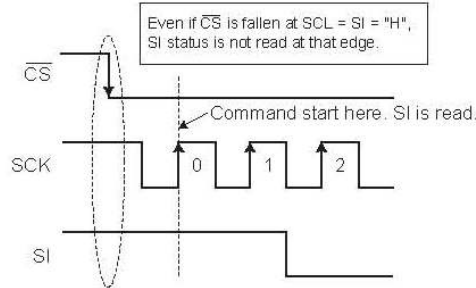 Even if CS is fallen at SCL = SI = "H",
SI status is not read at that edge.
CS
Command start here. SI is read.
SCK
0 1 2
SI